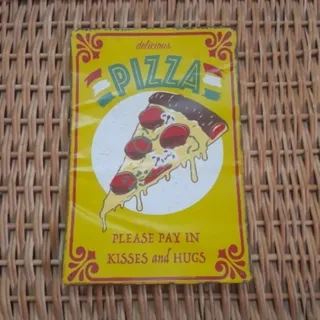 delicious
PIZZA
PLEASE PAY IN
KISSES and HUGS